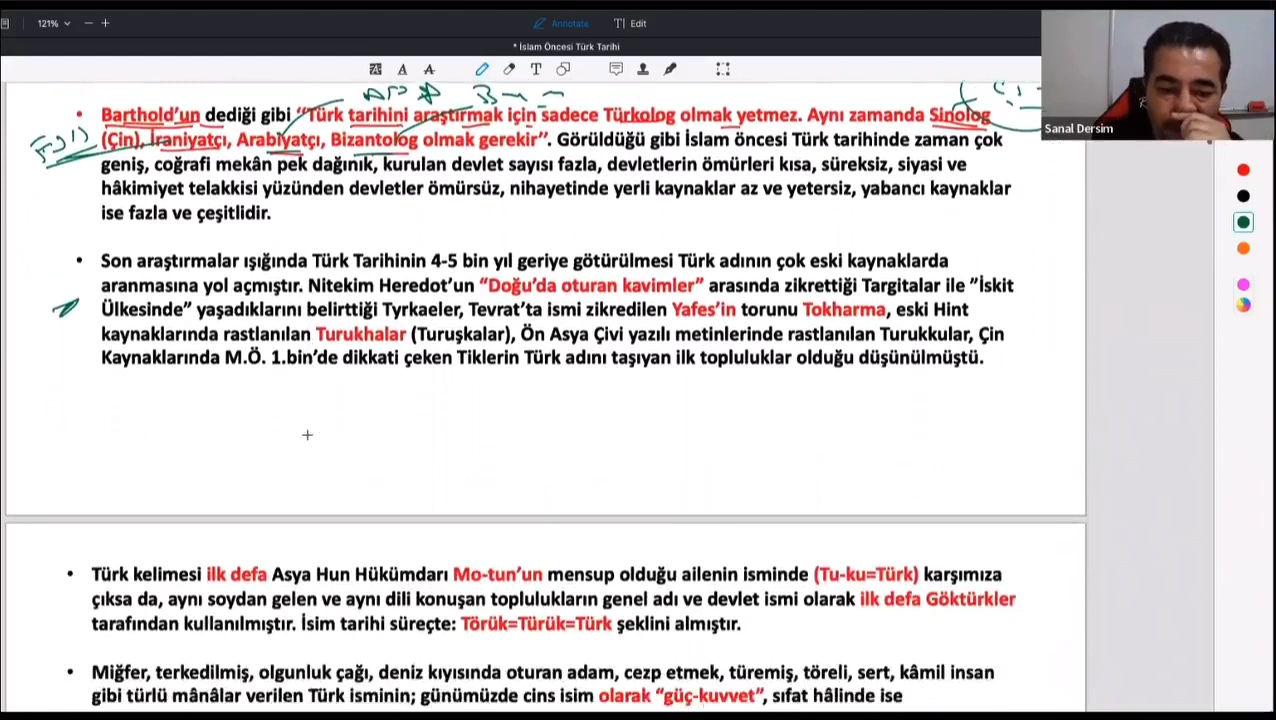 121%
Annotate
Edit
* İslam Öncesi Türk Tarihi
Sanal Dersim
• Barthold'un dediği gibi “Türk tarihini araştırmak için sadece Türkolog olmak yetmez. Aynı zamanda Sinolog
(Çin), İraniyatçı, Arabiyatçı, Bizantolog olmak gerekir”. Görüldüğü gibi İslam öncesi Türk tarihinde zaman çok
geniş, coğrafi mekân pek dağınık, kurulan devlet sayısı fazla, devletlerin ömürleri kısa, süreksiz, siyasi ve
hâkimiyet telakkisi yüzünden devletler ömürsüz, nihayetinde yerli kaynaklar az ve yetersiz, yabancı kaynaklar
ise fazla ve çeşitlidir.
• Son araştırmalar ışığında Türk Tarihinin 4-5 bin yıl geriye götürülmesi Türk adının çok eski kaynaklarda
aranmasına yol açmıştır. Nitekim Heredot'un “Doğu'da oturan kavimler” arasında zikrettiği Targitalar ile ”İskit
Ülkesinde” yaşadıklarını belirttiği Tyrkaeler, Tevrat'ta ismi zikredilen Yafes'in torunu Tokharma, eski Hint
kaynaklarında rastlanılan Turukhalar (Turuşkalar), Ön Asya Çivi yazılı metinlerinde rastlanılan Turukkular, Çin
Kaynaklarında M.Ö. 1.bin'de dikkati çeken Tiklerin Türk adını taşıyan ilk topluluklar olduğu düşünülmüştü.
• Türk kelimesi ilk defa Asya Hun Hükümdarı Mo-tun'un mensup olduğu ailenin isminde (Tu-ku=Türk) karşımıza
çıksa da, aynı soydan gelen ve aynı dili konuşan toplulukların genel adı ve devlet ismi olarak ilk defa Göktürkler
tarafından kullanılmıştır. İsim tarihi süreçte: Törük=Türük=Türk şeklini almıştır.
• Miğfer, terkedilmiş, olgunluk çağı, deniz kıyısında oturan adam, cezp etmek, türemiş, töreli, sert, kâmil insan
gibi türlü mânâlar verilen Türk isminin; günümüzde cins isim olarak “güç-kuvvet”, sıfat hâlinde ise